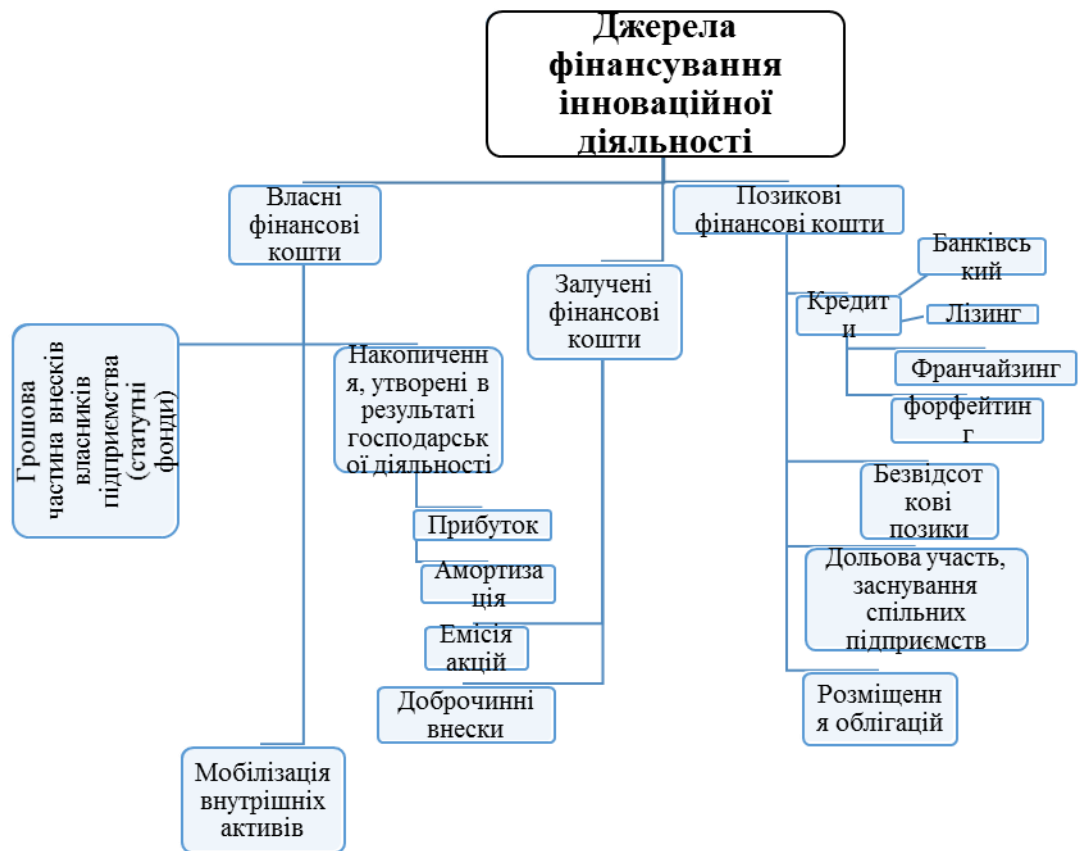 Джерела
фінансування
інноваційної
діяльності
Власні
фінансові
кошти
Позикові
фінансові кошти
Залучені
фінансові
кошти
Грошова
частина внесків
власників
підприємства
(статутні
фонди)
Накопиченн
я, утворені в
результаті
господарськ
ої діяльності
Прибуток
Амортиза
ція
Емісія
акцій
Доброчинні
внески
Мобілізація
внутрішніх
активів
Кредит
и
Банківсь
кий
Лізинг
Франчайзинг
форфейтин
г
Безвідсот
кові
позики
Дольова участь,
заснування
спільних
підприємств
Розміщенн
я облігацій